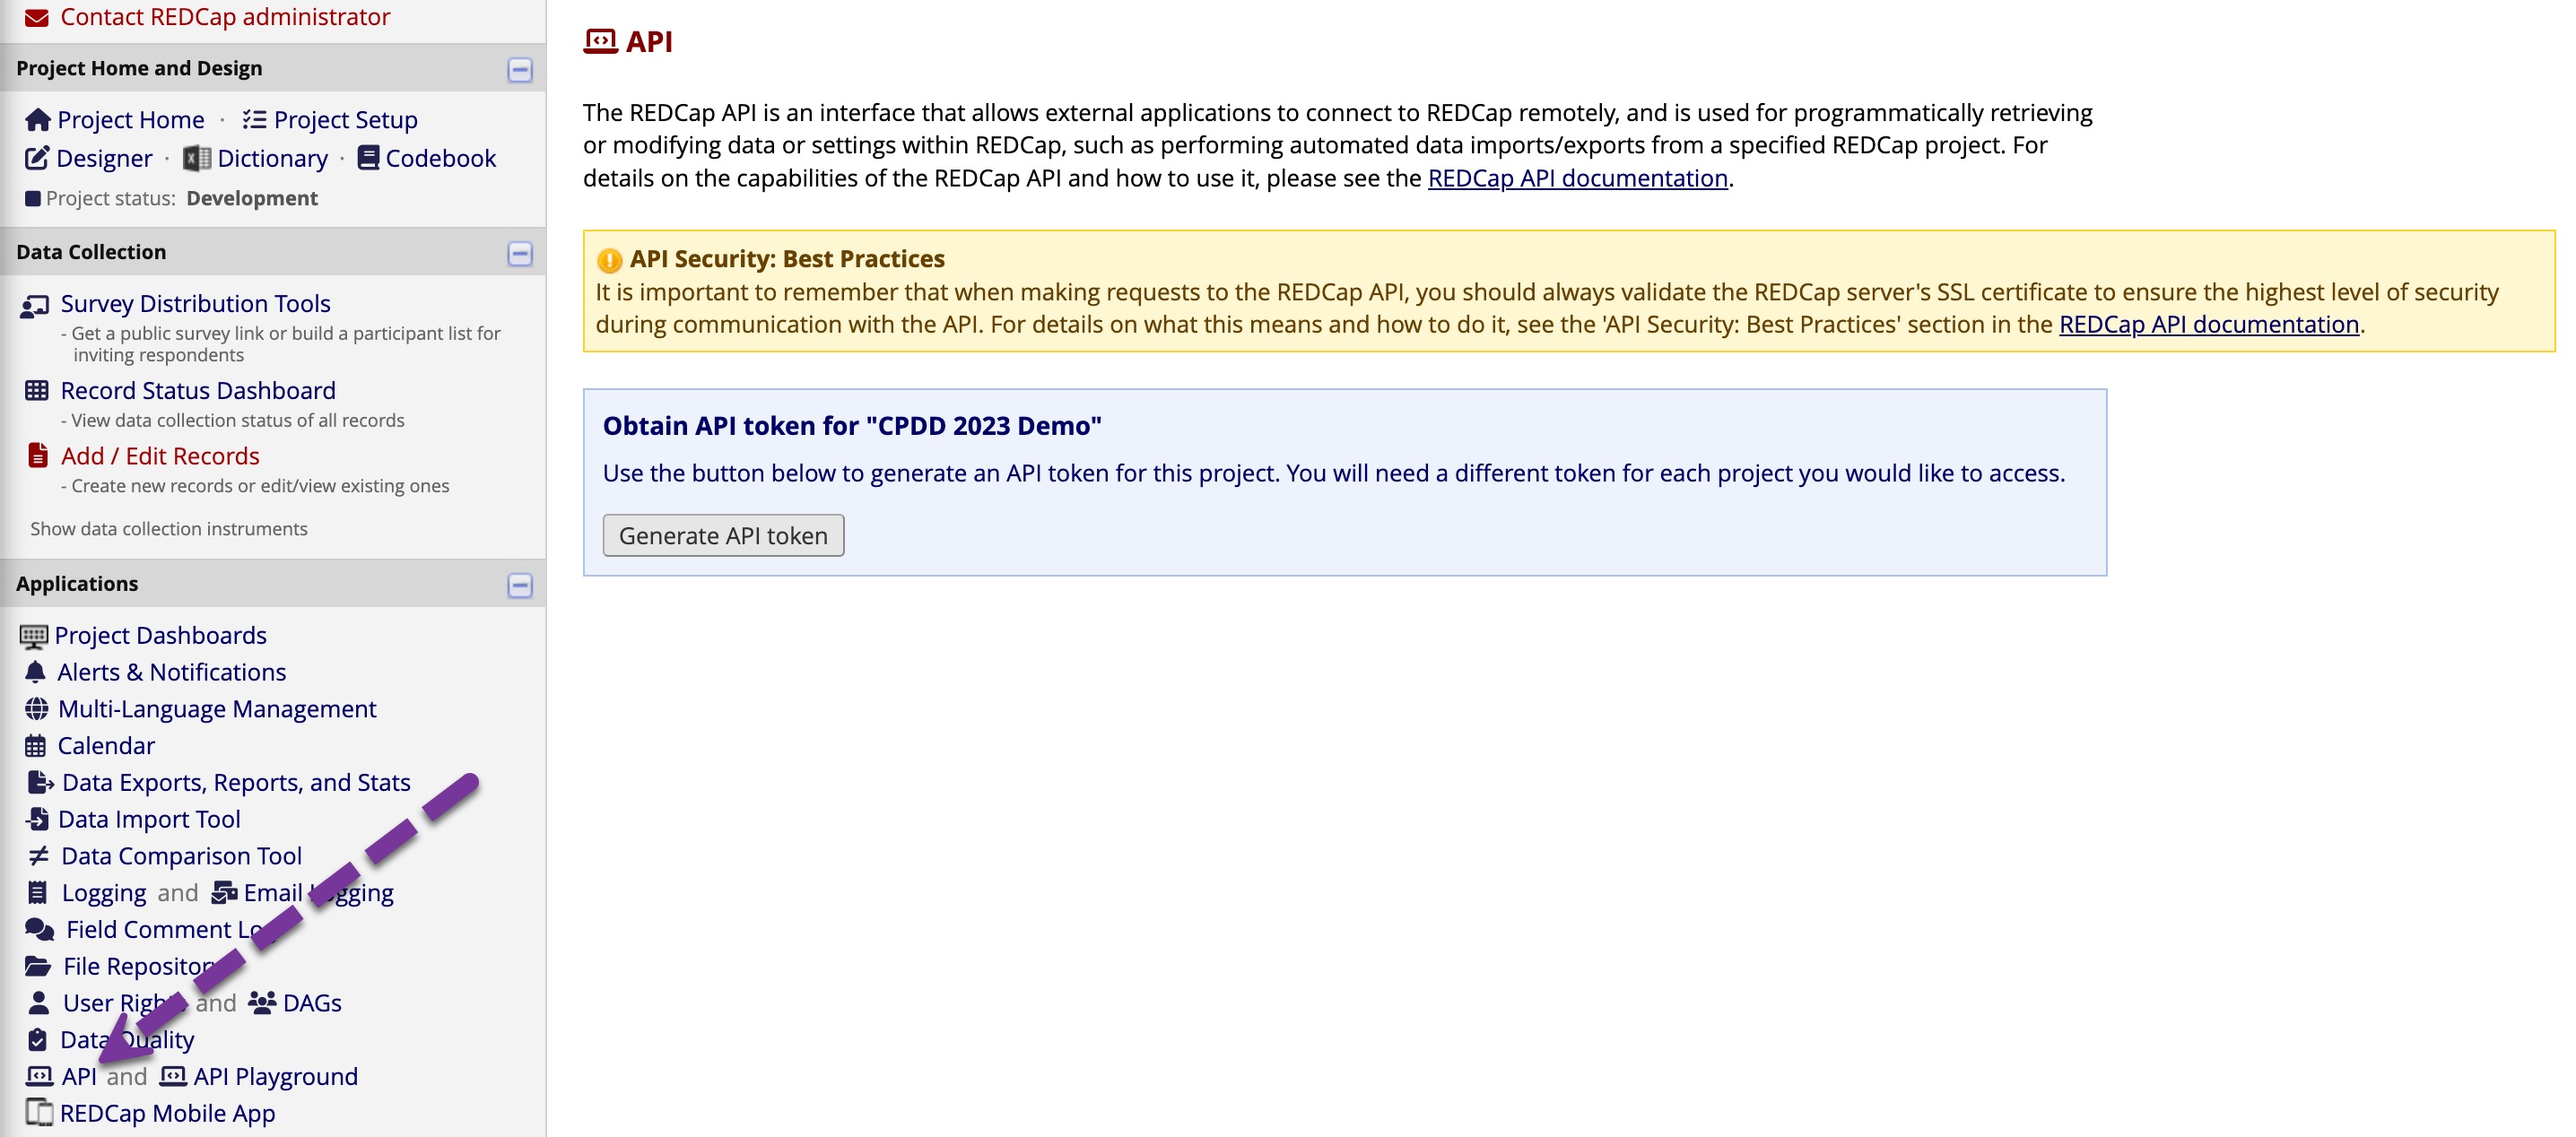 Contact REDCap administrator
Project Home and Design
Project Home · Project Setup
Designer · Dictionary · Codebook
Project status: Development
Data Collection
Survey Distribution Tools
- Get a public survey link or build a participant list for
inviting respondents
Record Status Dashboard
- View data collection status of all records
Add / Edit Records
- Create new records or edit/view existing ones
Show data collection instruments
Applications
Project Dashboards
Alerts & Notifications
Multi-Language Management
Calendar
Data Exports, Reports, and Stats
Data Import Tool
Data Comparison Tool
Logging and Email Logging
Field Comment Log
File Repository
User Rights and DAGs
Data Quality
API and API Playground
REDCap Mobile App
API
The REDCap API is an interface that allows external applications to connect to REDCap remotely, and is used for programmatically retrieving
or modifying data or settings within REDCap, such as performing automated data imports/exports from a specified REDCap project. For
details on the capabilities of the REDCap API and how to use it, please see the REDCap API documentation.
API Security: Best Practices
It is important to remember that when making requests to the REDCap API, you should always validate the REDCap server's SSL certificate to ensure the highest level of security
during communication with the API. For details on what this means and how to do it, see the 'API Security: Best Practices' section in the REDCap API documentation.
Obtain API token for "CPDD 2023 Demo"
Use the button below to generate an API token for this project. You will need a different token for each project you would like to access.
Generate API token